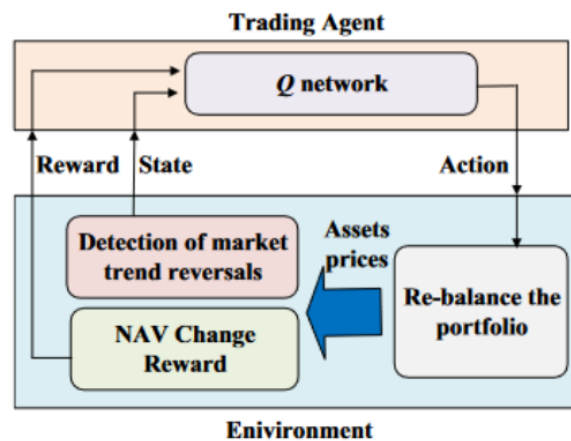 Trading Agent
Q network
Reward
State
Action
Detection of market
trend reversals
Assets
prices
Re-balance the
portfolio
NAV Change
Reward
Enivironment